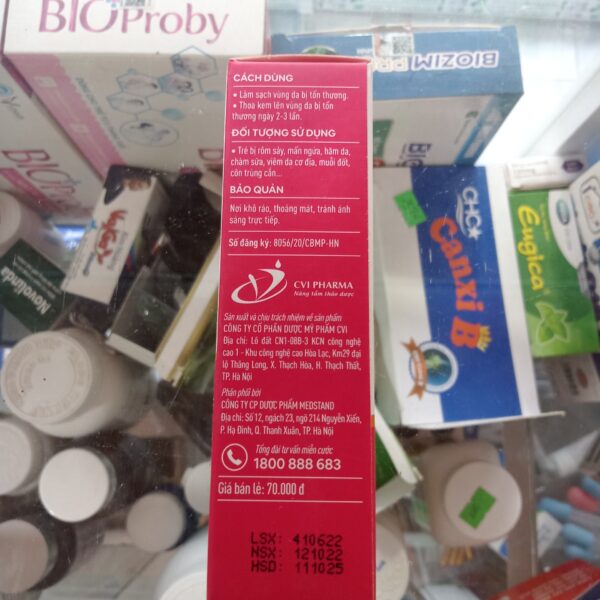 BIOProby
BIOZIM PR
CÁCH DÙNG
• Làm sạch vùng da bị tổn thương.
• Thoa kem lên vùng da bị tổn
thương ngày 2-3 lần.
ĐỐI TƯỢNG SỬ DỤNG
• Trẻ bị rôm sảy, mẩn ngứa, hăm da,
chàm sữa, viêm da cơ địa, muỗi đốt,
côn trùng cắn...
BẢO QUẢN
Nơi khô ráo, thoáng mát, tránh ánh
sáng trực tiếp.
Số đăng ký: 8056/20/CBMP-HN
CVI PHARMA
Nâng tầm thảo dược
Sản xuất và chịu trách nhiệm về sản phẩm
CÔNG TY CỔ PHẦN DƯỢC MỸ PHẨM CVI
Địa chỉ: Lô đất CN1-08B-3 KCN công nghệ
cao 1 - Khu công nghệ cao Hòa Lạc, Km29 đại
lộ Thăng Long, X. Thạch Hòa, H. Thạch Thất,
TP. Hà Nội
Phân phối bởi
CÔNG TY CP DƯỢC PHẨM MEDSTAND
Địa chỉ: Số 12, ngách 23, ngõ 214 Nguyễn Xiển,
P. Hạ Đình, Q. Thanh Xuân, TP. Hà Nội
Tổng đài tư vấn miễn cước
1800 888 683
Giá bán lẻ: 70.000 đ
LSX: 410622
NSX: 121022
HSD: 111025
Canxi B
Eugica